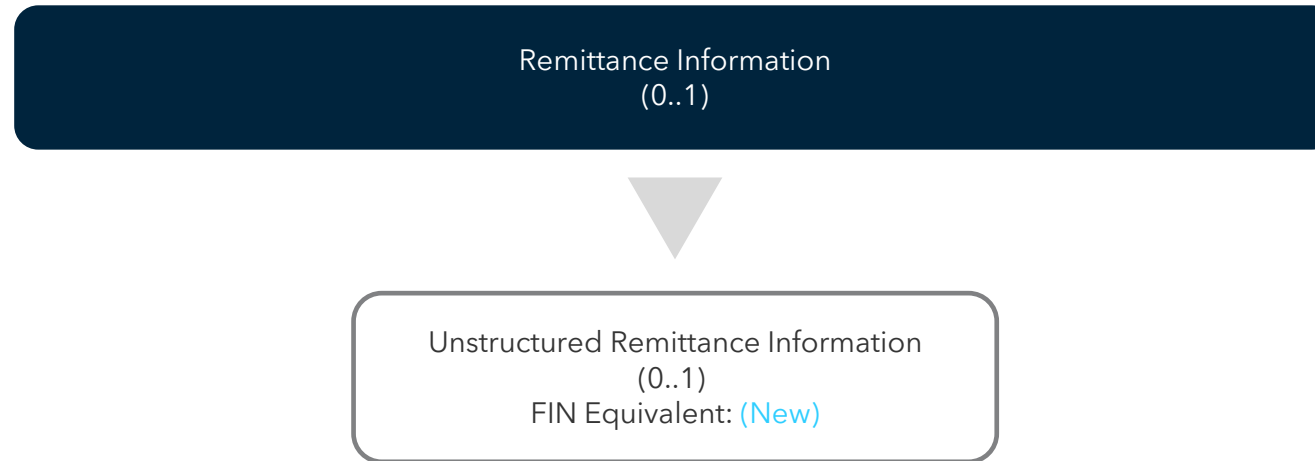 Remittance Information
(0..1)
Unstructured Remittance Information
(0..1)
FIN Equivalent: (New)